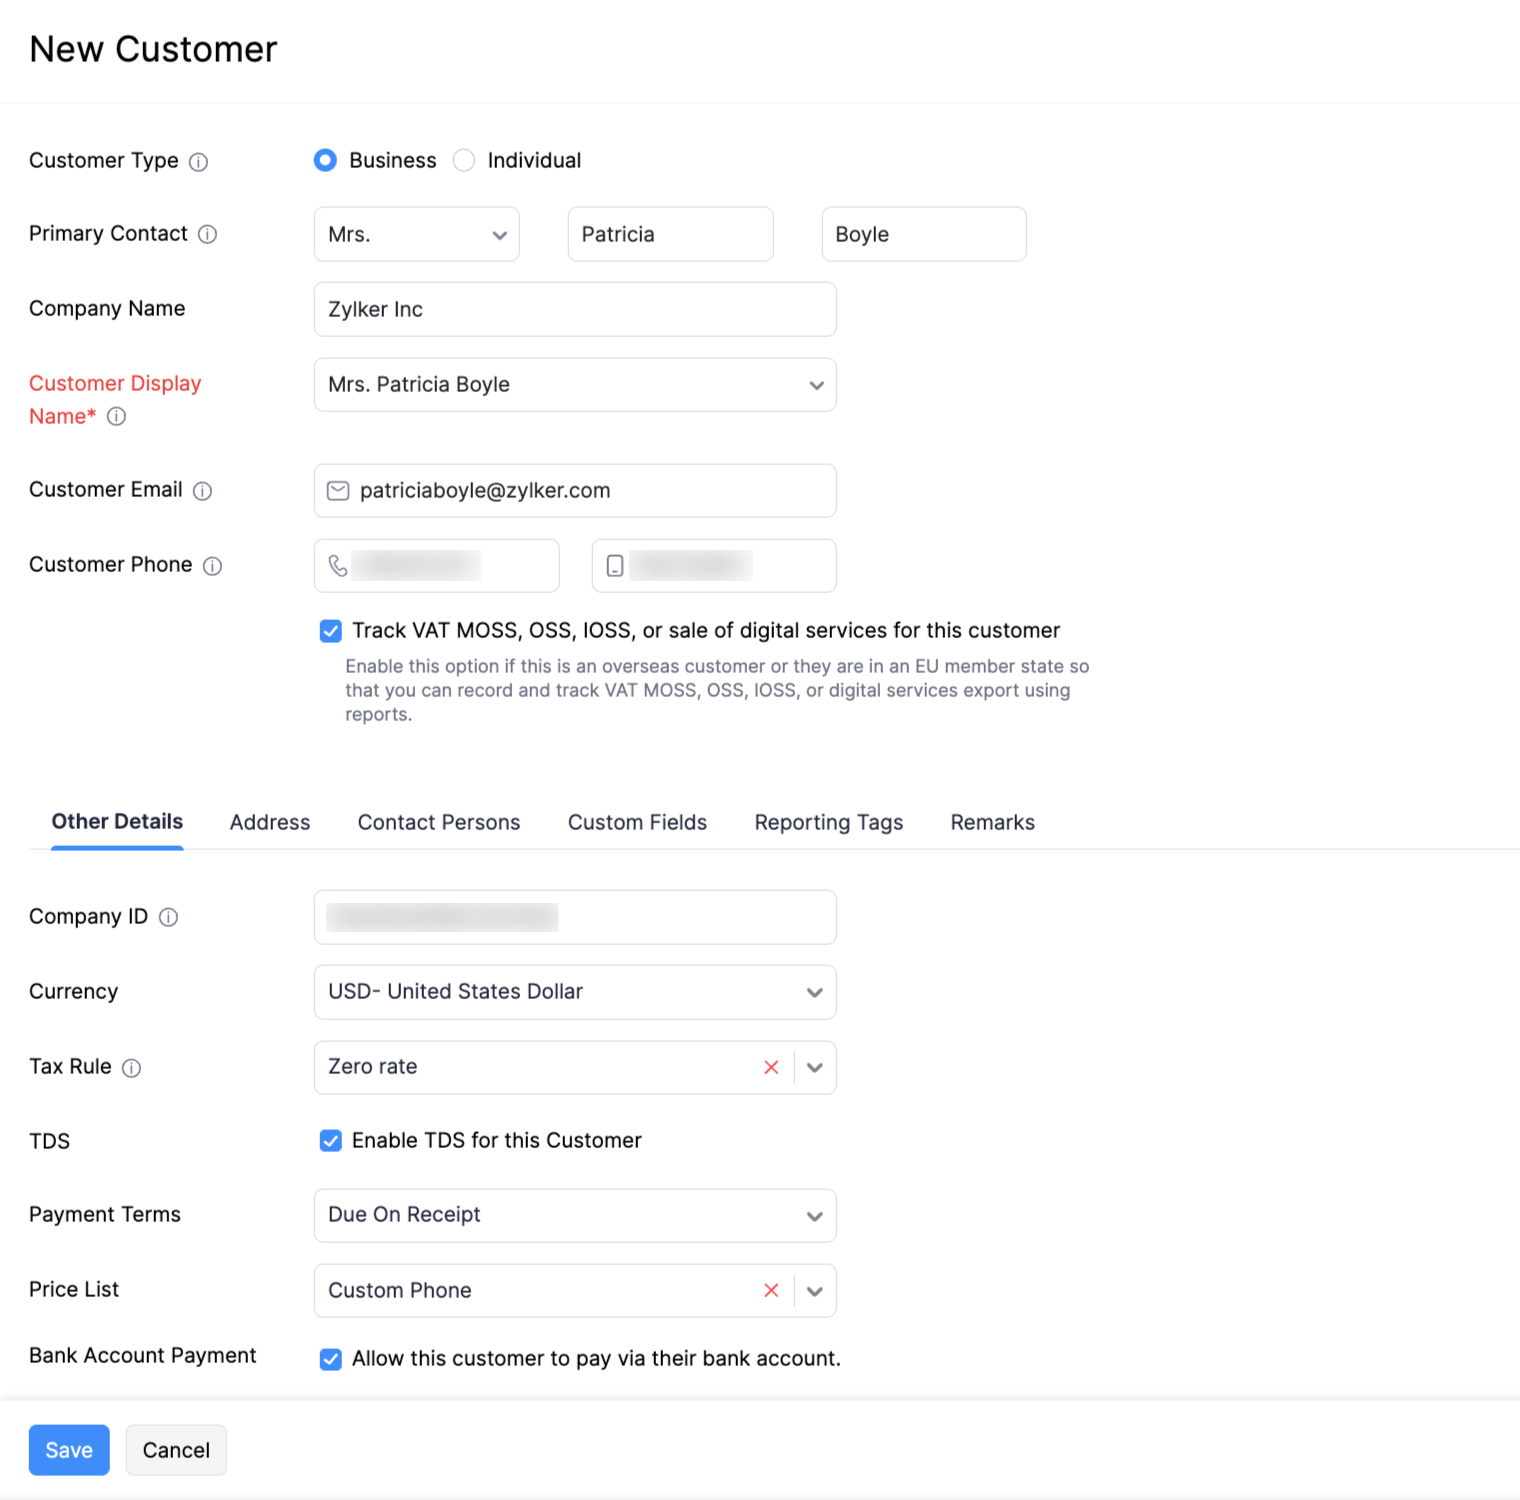 New Customer
Customer Type Business Individual
Primary Contact Mrs. Patricia Boyle
Company Name Zylker Inc
Customer Display Mrs. Patricia Boyle
Name*
Customer Email patriciaboyle@zylker.com
Customer Phone
Track VAT MOSS, OSS, IOSS, or sale of digital services for this customer
Enable this option if this is an overseas customer or they are in an EU member state so
that you can record and track VAT MOSS, OSS, IOSS, or digital services export using
reports.
Other Details Address Contact Persons Custom Fields Reporting Tags Remarks
Company ID
Currency USD- United States Dollar
Tax Rule Zero rate
TDS Enable TDS for this Customer
Payment Terms Due On Receipt
Price List Custom Phone
Bank Account Payment Allow this customer to pay via their bank account.
Save Cancel